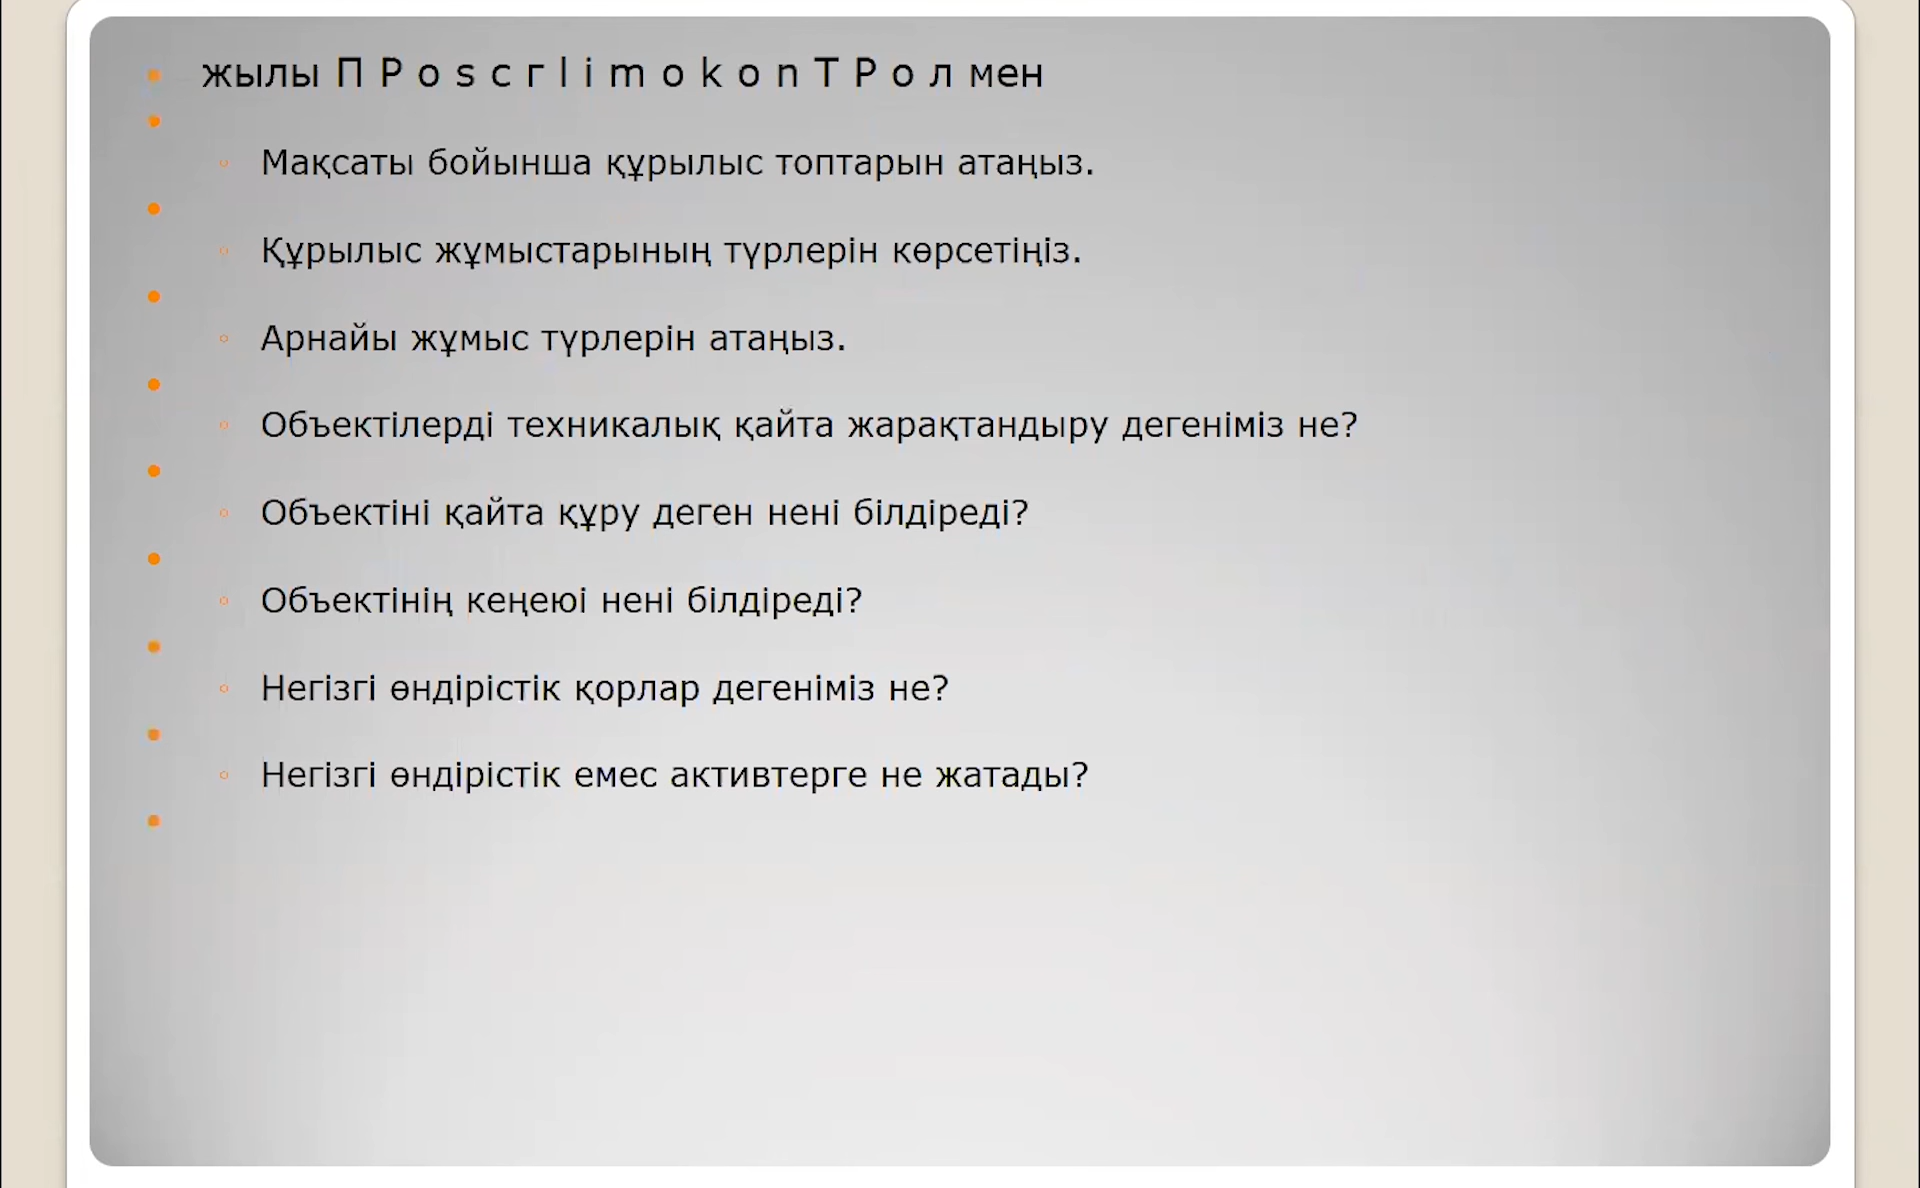 жылы П Р о s с г l i m o k o n Т Р о л мен
Мақсаты бойынша құрылыс топтарын атаңыз.
Құрылыс жұмыстарының түрлерін көрсетіңіз.
Арнайы жұмыс түрлерін атаңыз.
Объектілерді техникалық қайта жарақтандыру дегеніміз не?
Объектіні қайта құру деген нені білдіреді?
Объектінің кеңеюі нені білдіреді?
Негізгі өндірістік қорлар дегеніміз не?
Негізгі өндірістік емес активтерге не жатады?